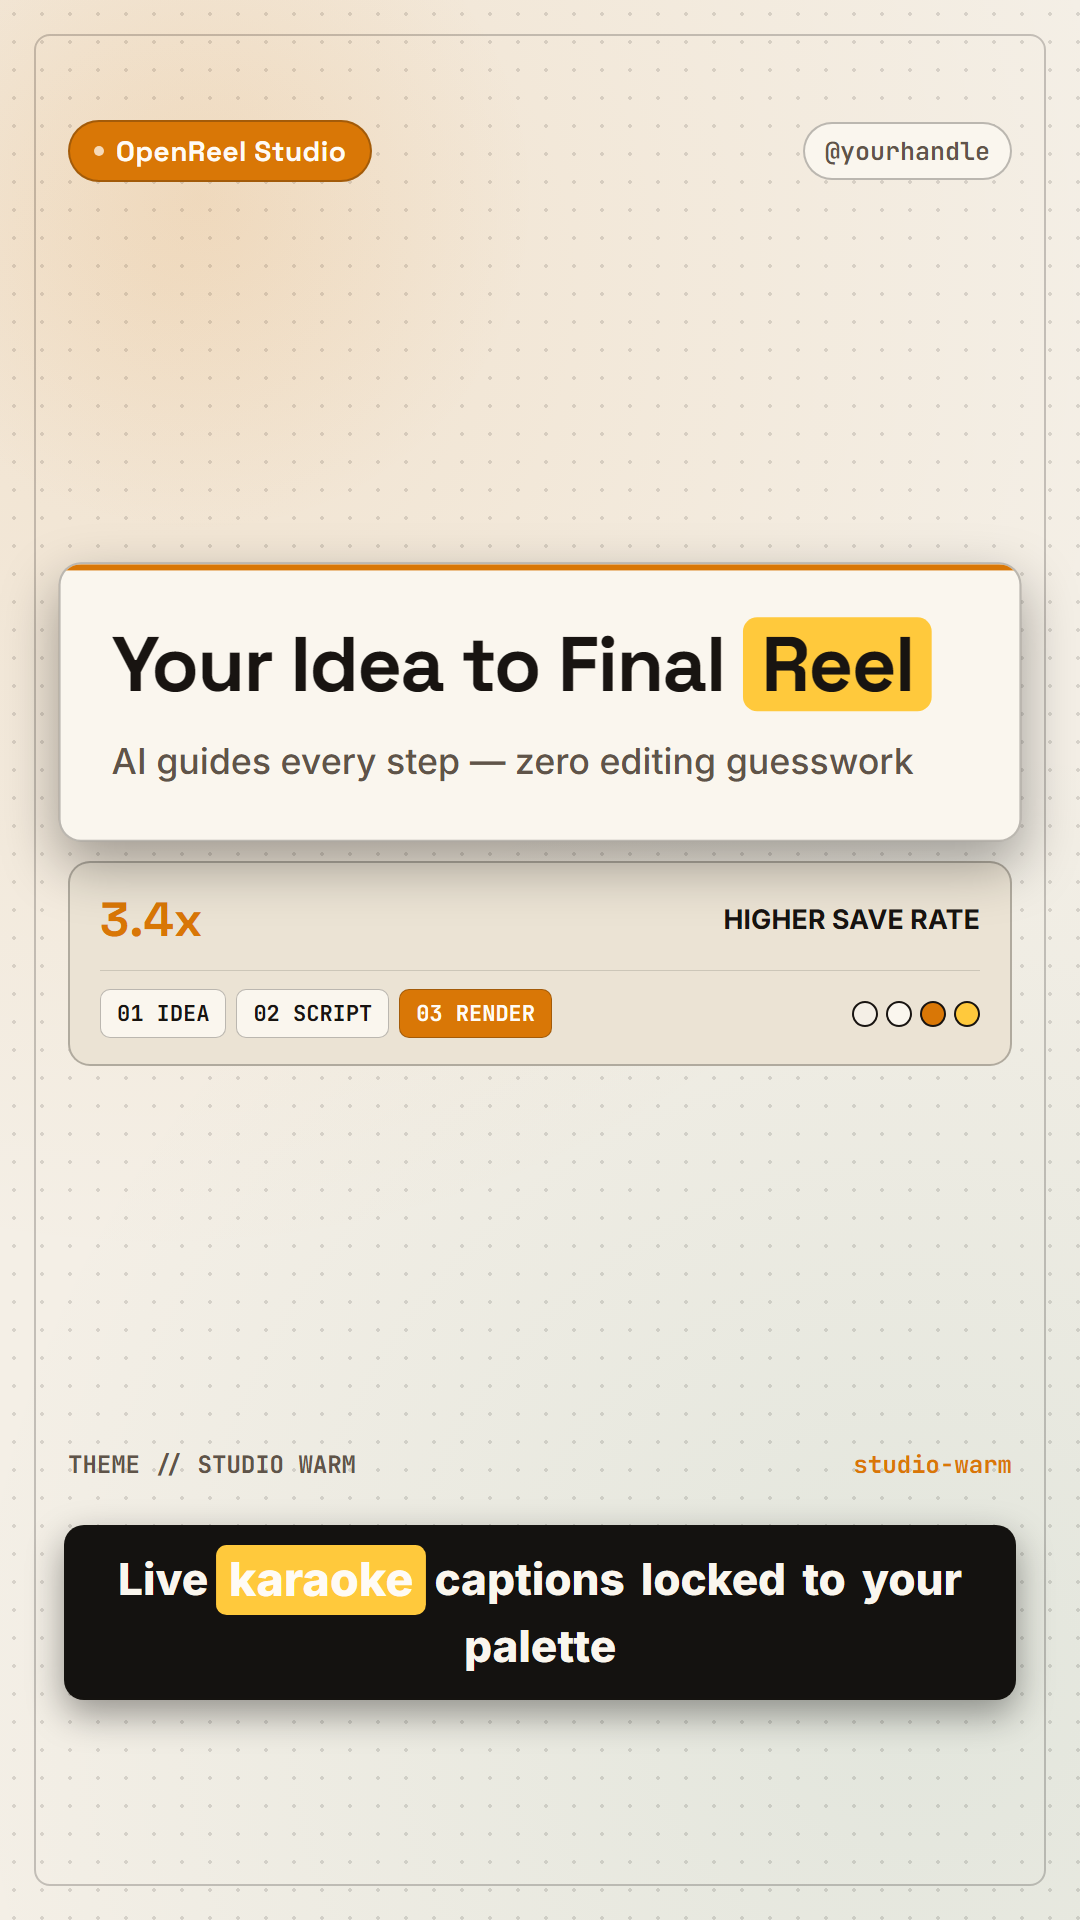 OpenReel Studio
@yourhandle
Your Idea to Final Reel
AI guides every step — zero editing guesswork
3.4x
HIGHER SAVE RATE
01 IDEA
02 SCRIPT
03 RENDER
THEME // STUDIO WARM
studio-warm
Live karaoke captions locked to your
palette